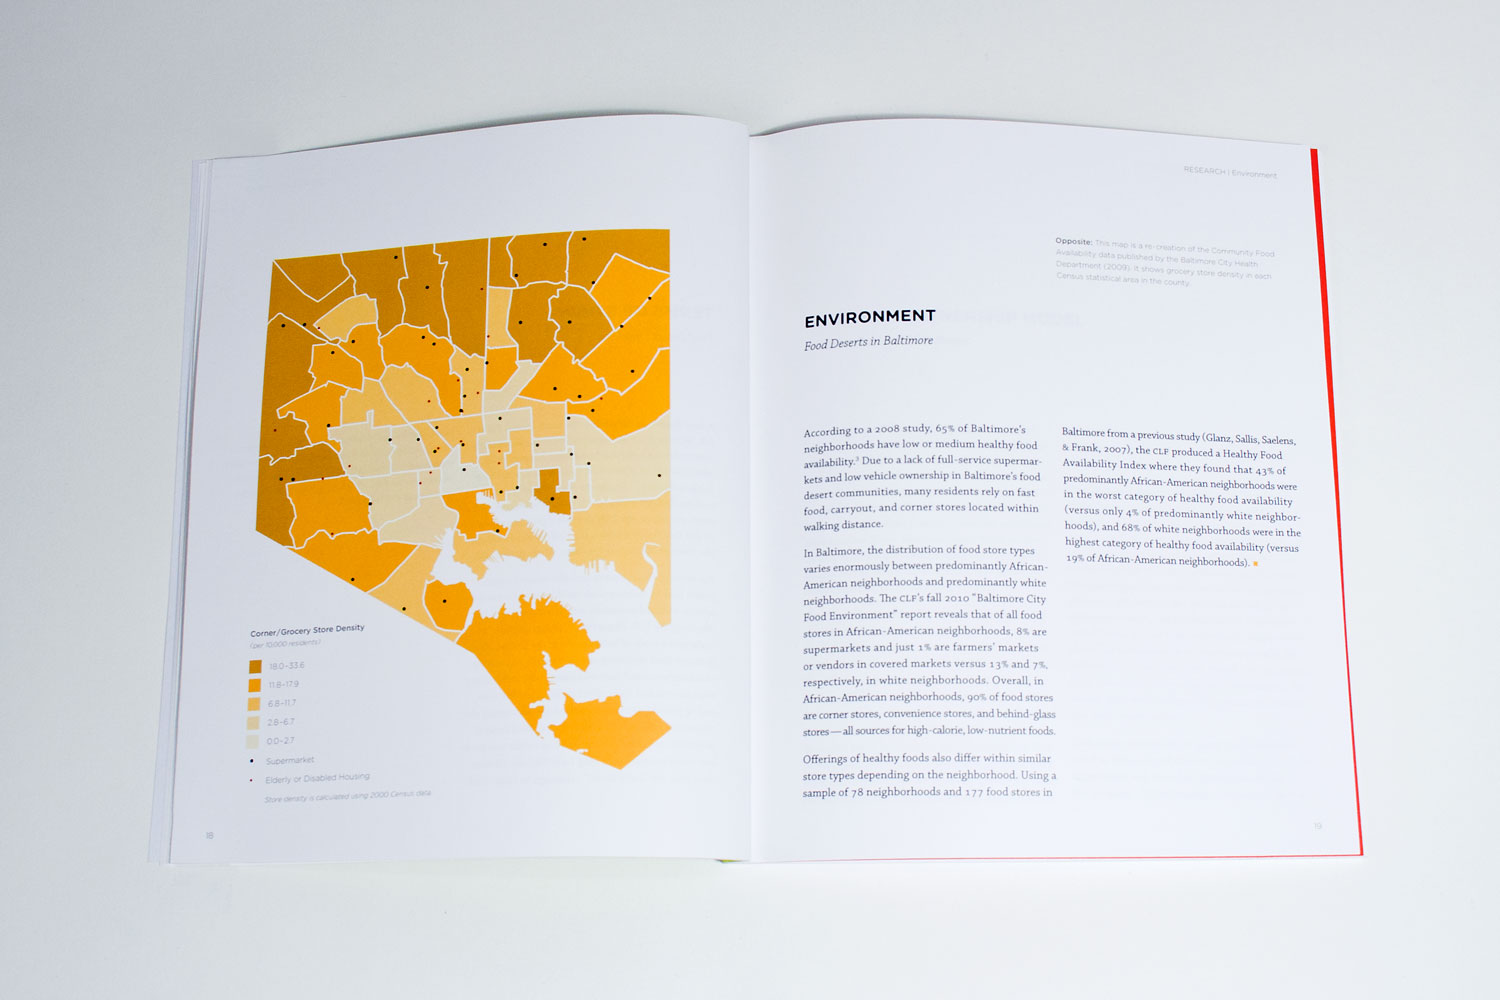 Corner/Grocery Store Density
(per 10,000 residents)
18.0–33.6
11.8–17.9
6.8–11.7
2.8–6.7
0.0–2.7
Supermarket
Elderly or Disabled Housing
Store density is calculated using 2000 Census data.
18
RESEARCH | Environment
Opposite: This map is a re-creation of the Community Food
Availability data published by the Baltimore City Health
Department (2009). It shows grocery store density in each
Census statistical area in the county.
ENVIRONMENT
Food Deserts in Baltimore
According to a 2008 study, 65% of Baltimore's
neighborhoods have low or medium healthy food
availability.³ Due to a lack of full-service supermar-
kets and low vehicle ownership in Baltimore's food
desert communities, many residents rely on fast
food, carryout, and corner stores located within
walking distance.
In Baltimore, the distribution of food store types
varies enormously between predominantly African-
American neighborhoods and predominantly white
neighborhoods. The CLF's fall 2010 "Baltimore City
Food Environment" report reveals that of all food
stores in African-American neighborhoods, 8% are
supermarkets and just 1% are farmers' markets
or vendors in covered markets versus 13% and 7%,
respectively, in white neighborhoods. Overall, in
African-American neighborhoods, 90% of food stores
are corner stores, convenience stores, and behind-glass
stores—all sources for high-calorie, low-nutrient foods.
Offerings of healthy foods also differ within similar
store types depending on the neighborhood. Using a
sample of 78 neighborhoods and 177 food stores in
Baltimore from a previous study (Glanz, Sallis, Saelens,
& Frank, 2007), the CLF produced a Healthy Food
Availability Index where they found that 43% of
predominantly African-American neighborhoods were
in the worst category of healthy food availability
(versus only 4% of predominantly white neighbor-
hoods), and 68% of white neighborhoods were in the
highest category of healthy food availability (versus
19% of African-American neighborhoods).
19